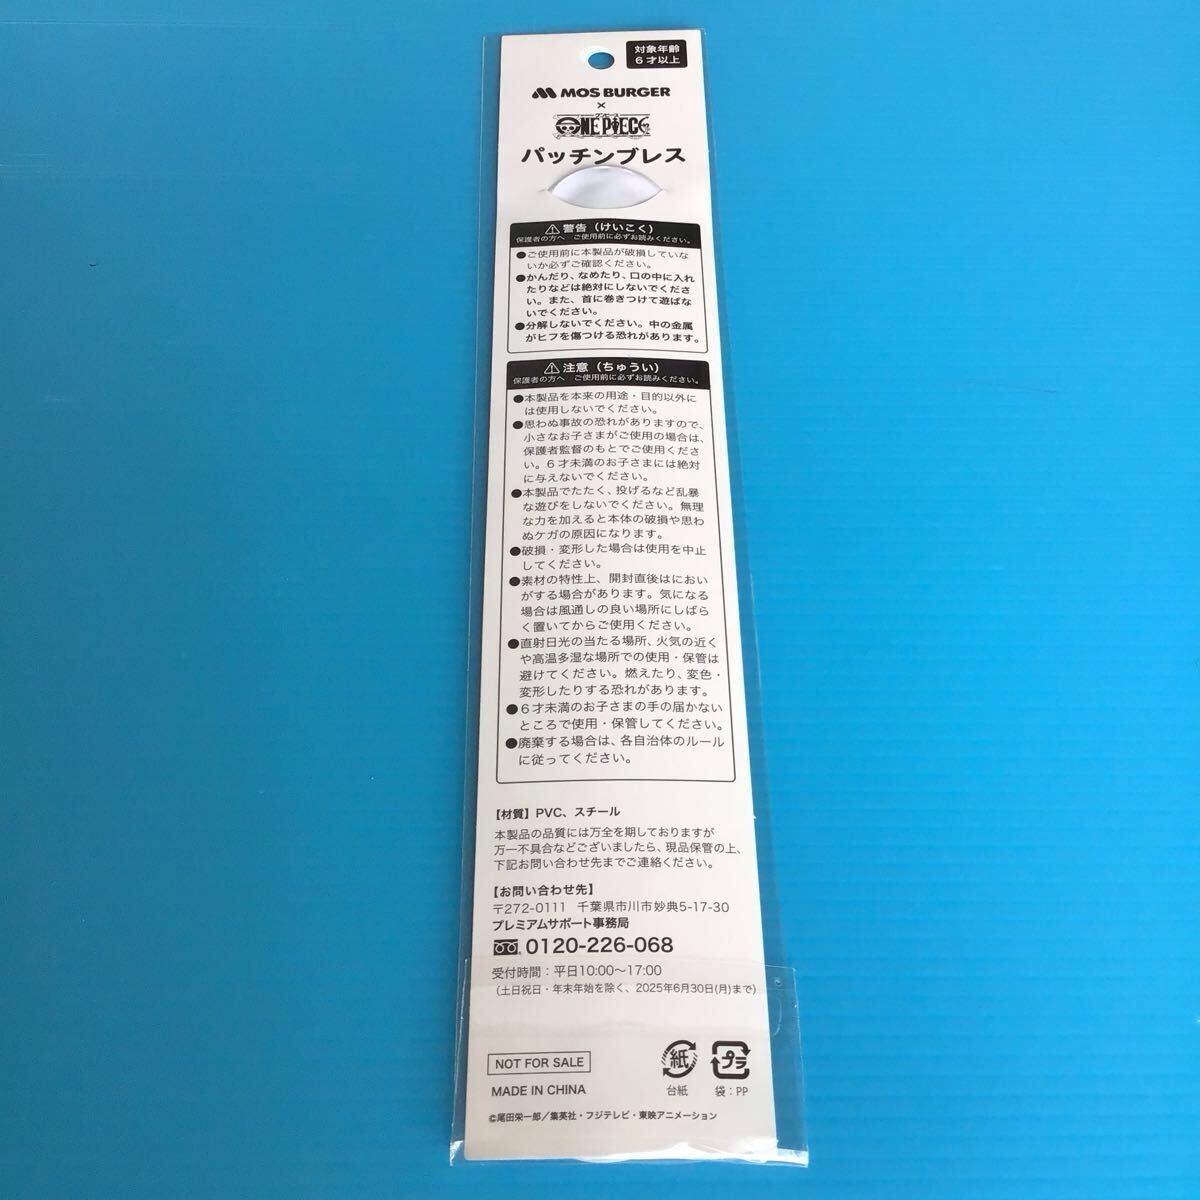 対象年齢
6才以上
MOS BURGER
×
ワンピース
ONE PIECE
パッチンブレス
⚠警告（けいこく）
保護者の方へ ご使用前に必ずお読みください。
●ご使用前に本製品が破損していな
いか必ずご確認ください。
●かんだり、なめたり、口の中に入れ
たりなどは絶対にしないでくださ
い。また、首に巻きつけて遊ばな
いでください。
●分解しないでください。中の金属
がヒフを傷つける恐れがあります。
⚠注意（ちゅうい）
保護者の方へ ご使用前に必ずお読みください。
●本製品を本来の用途・目的以外に
は使用しないでください。
●思わぬ事故の恐れがありますので、
小さなお子さまがご使用の場合は、
保護者監督のもとでご使用くださ
い。6才未満のお子さまには絶対
に与えないでください。
●本製品でたたく、投げるなど乱暴
な遊びをしないでください。無理
な力を加えると本体の破損や思わ
ぬケガの原因になります。
●破損・変形した場合は使用を中止
してください。
●素材の特性上、開封直後はにおい
がする場合があります。気になる
場合は風通しの良い場所にしばら
く置いてからご使用ください。
●直射日光の当たる場所、火気の近く
や高温多湿な場所での使用・保管は
避けてください。燃えたり、変色・
変形したりする恐れがあります。
●6才未満のお子さまの手の届かない
ところで使用・保管してください。
●廃棄する場合は、各自治体のルール
に従ってください。
【材質】PVC、スチール
本製品の品質には万全を期しておりますが
万一不具合などございましたら、現品保管の上、
下記お問い合わせ先までご連絡ください。
【お問い合わせ先】
〒272-0111 千葉県市川市妙典5-17-30
プレミアムサポート事務局
0120-226-068
受付時間：平日10:00〜17:00
（土日祝日・年末年始を除く、2025年6月30日(月)まで）
NOT FOR SALE
MADE IN CHINA
紙
台紙
プラ
袋：PP
©尾田栄一郎／集英社・フジテレビ・東映アニメーション